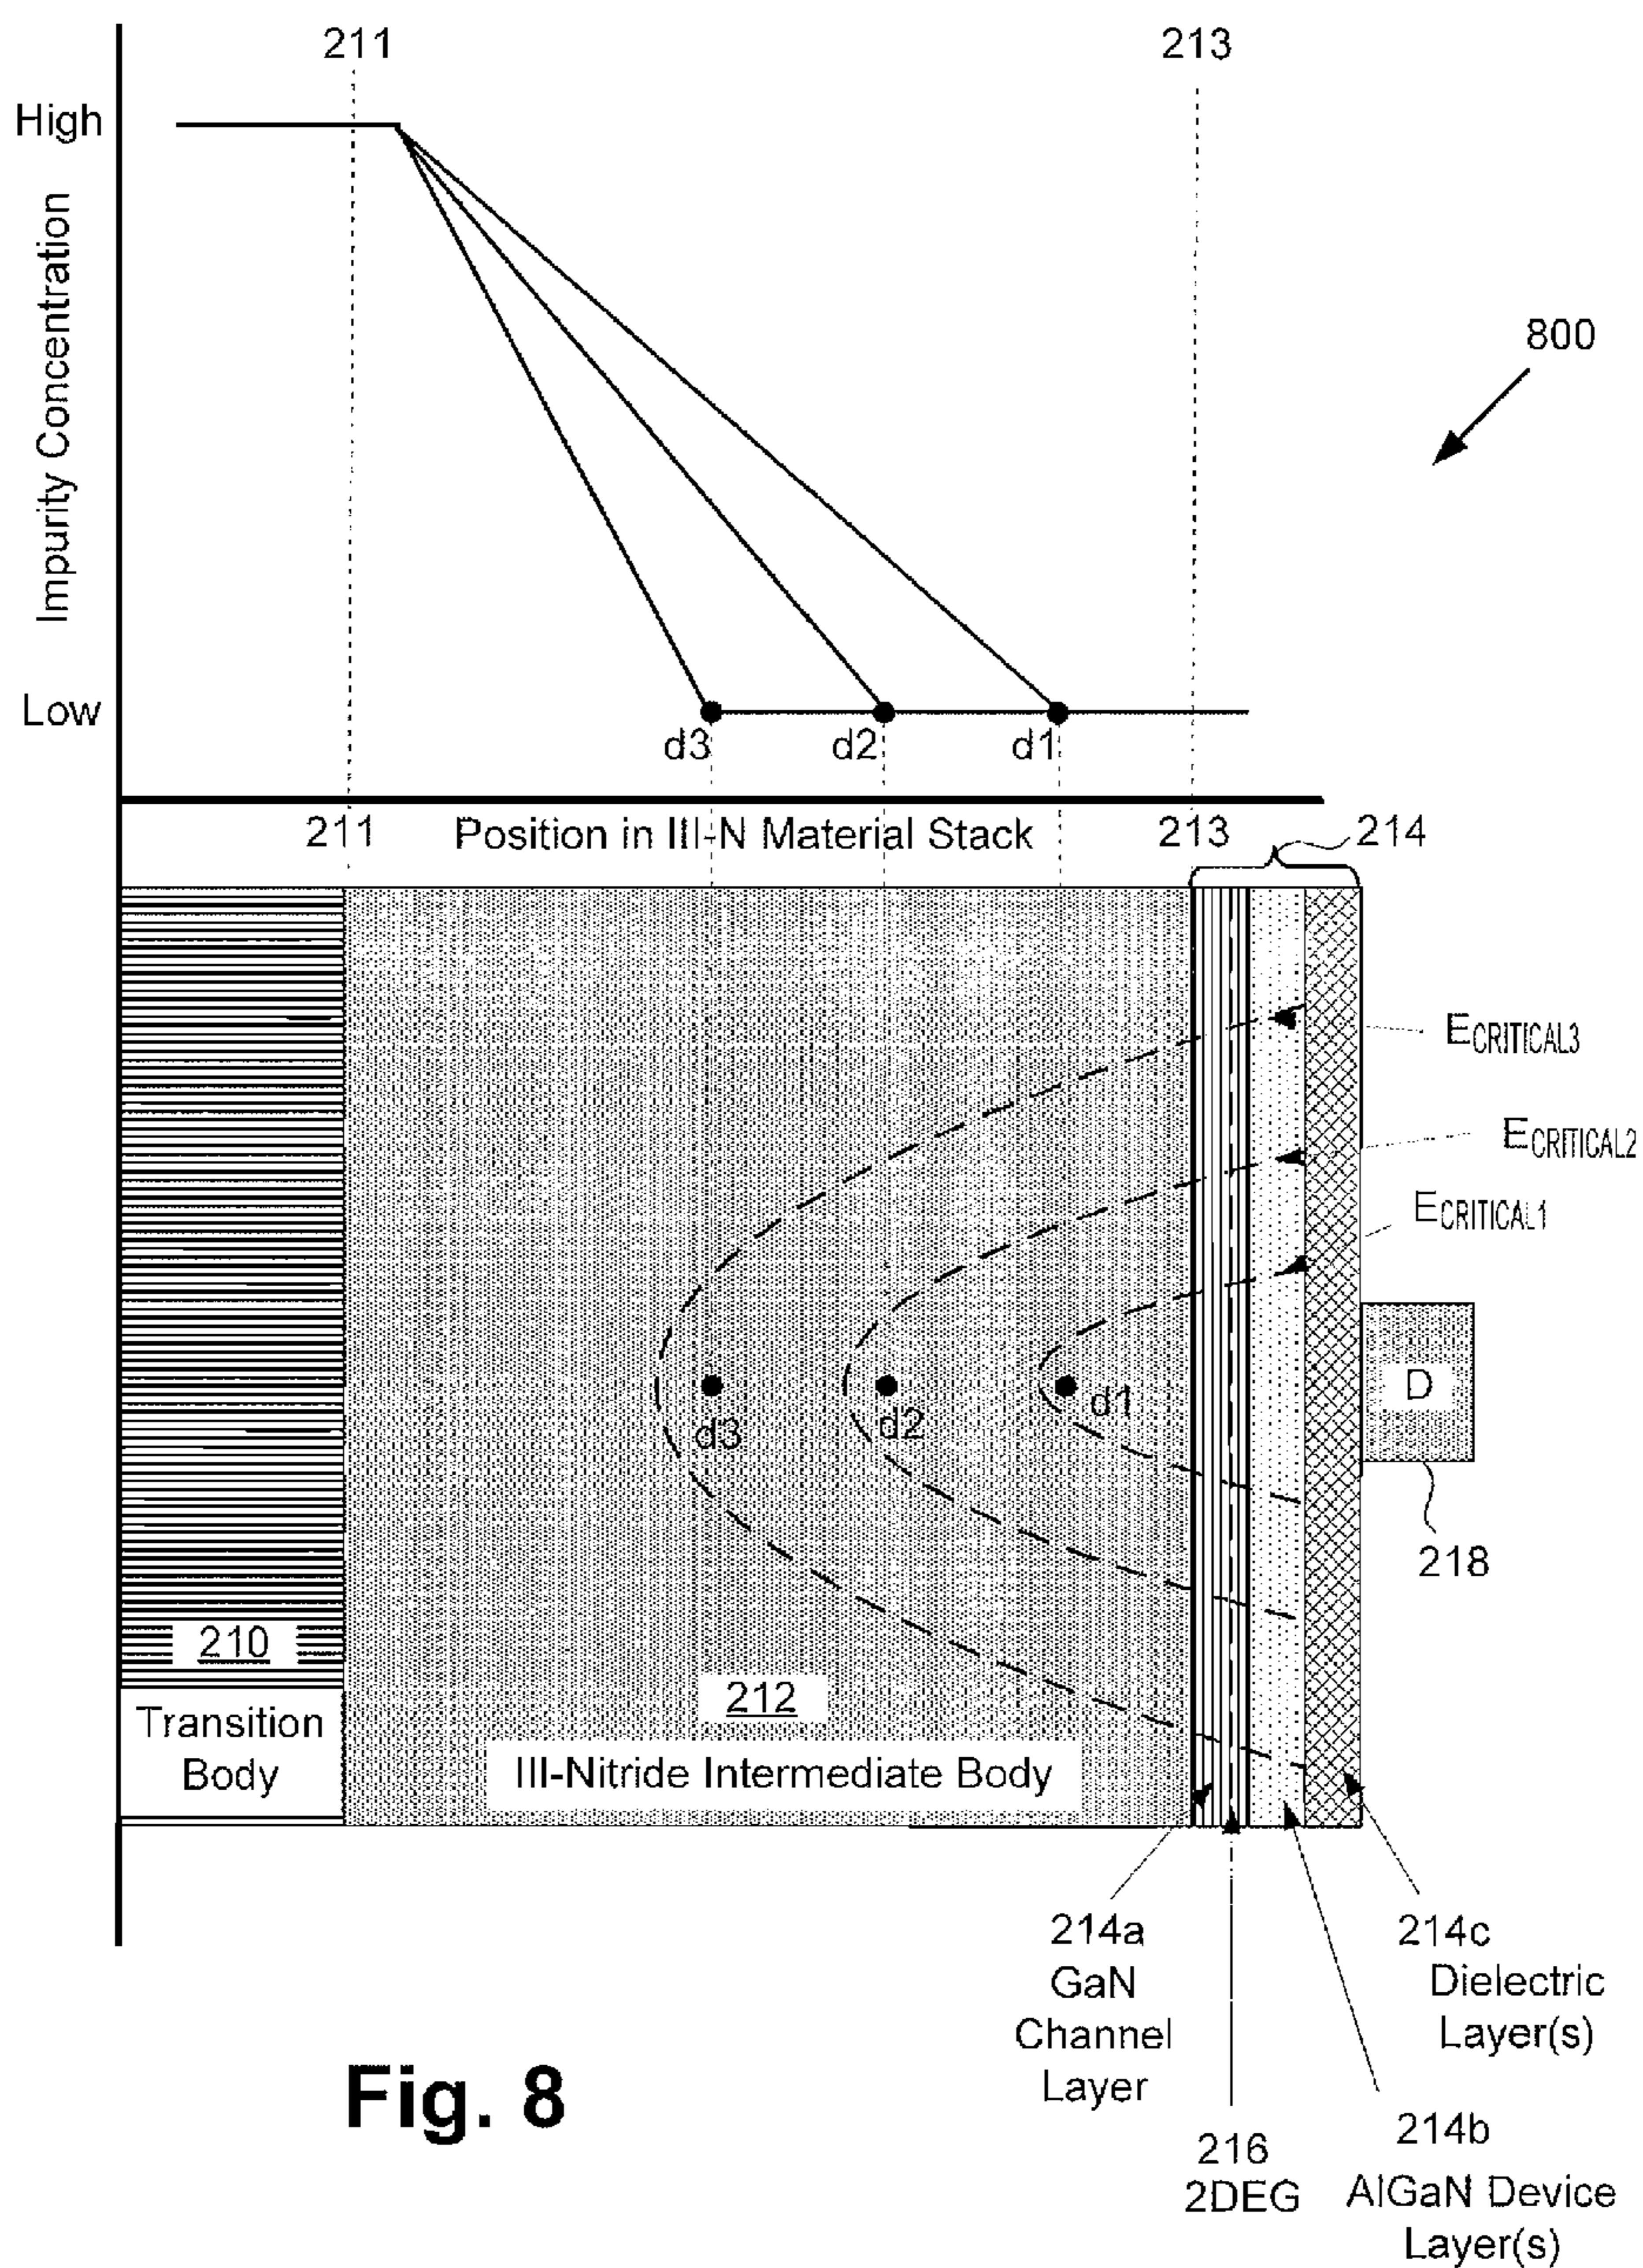 211
213
High
Impurity Concentration
800
Low
d3
d2
d1
211
Position in III-N Material Stack
213
214
ECRITICAL3
ECRITICAL2
ECRITICAL1
D
d1
d2
d3
218
210
212
Transition
Body
III-Nitride Intermediate Body
214a
GaN
Channel
Layer
214c
Dielectric
Layer(s)
216
2DEG
214b
AlGaN Device
Layer(s)
Fig. 8